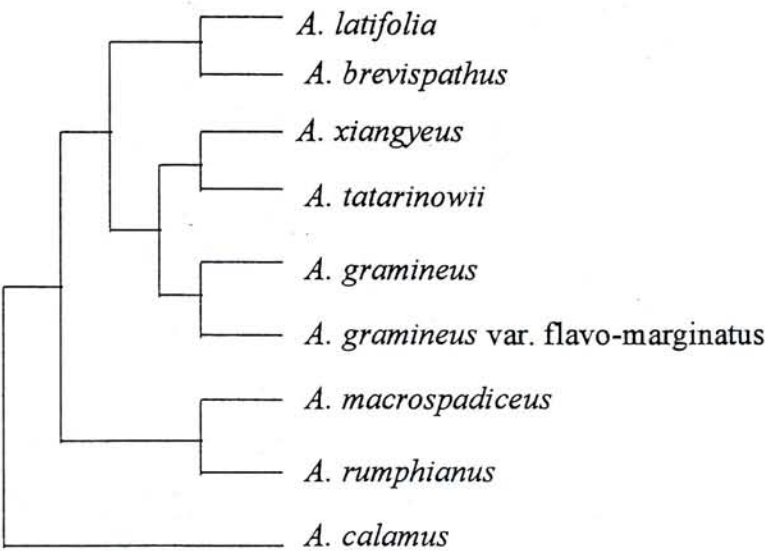 A. latifolia
A. brevispathus
A. xiangyeus
A. tatarinowii
A. gramineus
A. gramineus var. flavo-marginatus
A. macrospadiceus
A. rumphianus
A. calamus